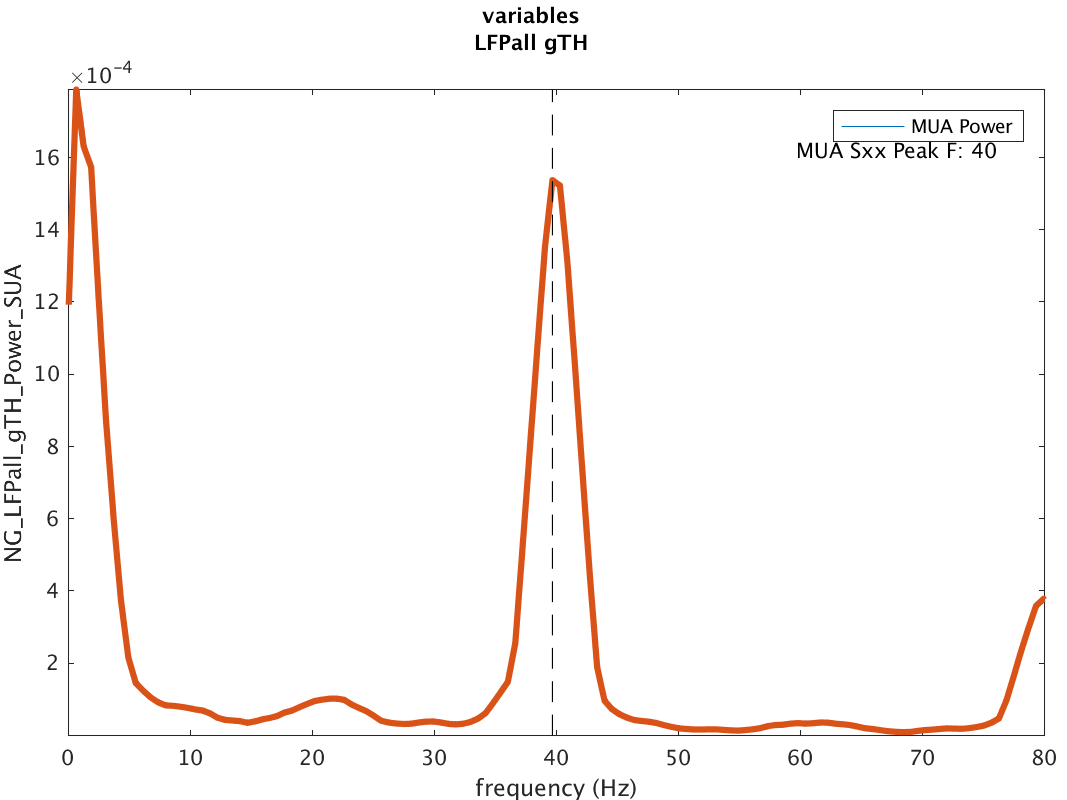 variables
LFPall gTH
×10⁻⁴
MUA Power
MUA Sxx Peak F: 40
16
14
12
10
8
6
4
2
NG_LFPall_gTH_Power_SUA
0 10 20 30 40 50 60 70 80
frequency (Hz)